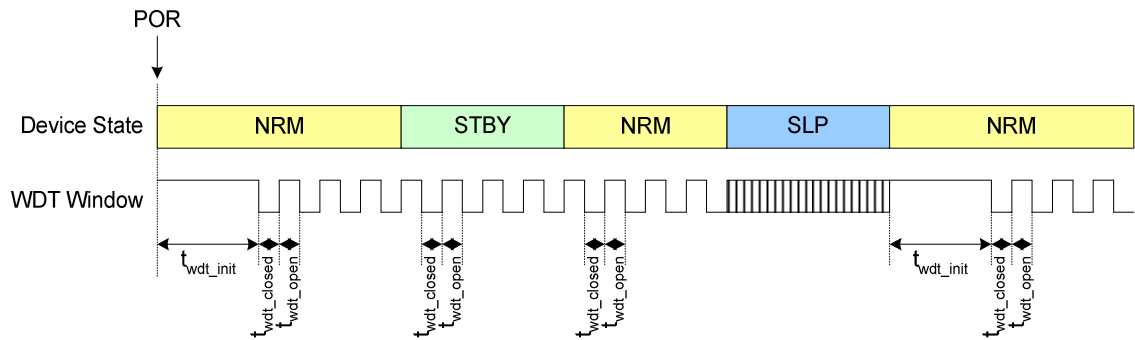 POR
Device State NRM STBY NRM SLP NRM
WDT Window
twdt_init twdt_init
twdt_closed twdt_open twdt_closed twdt_open twdt_closed twdt_open twdt_closed twdt_open